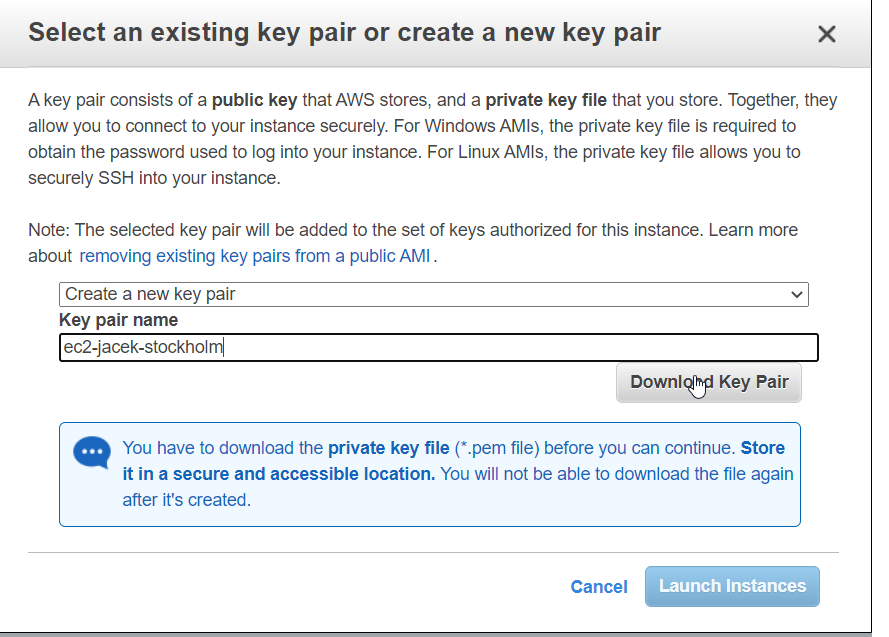 Select an existing key pair or create a new key pair
A key pair consists of a public key that AWS stores, and a private key file that you store. Together, they
allow you to connect to your instance securely. For Windows AMIs, the private key file is required to
obtain the password used to log into your instance. For Linux AMIs, the private key file allows you to
securely SSH into your instance.
Note: The selected key pair will be added to the set of keys authorized for this instance. Learn more
about removing existing key pairs from a public AMI.
Create a new key pair
Key pair name
ec2-jacek-stockholm
Download Key Pair
You have to download the private key file (*.pem file) before you can continue. Store
it in a secure and accessible location. You will not be able to download the file again
after it's created.
Cancel
Launch Instances